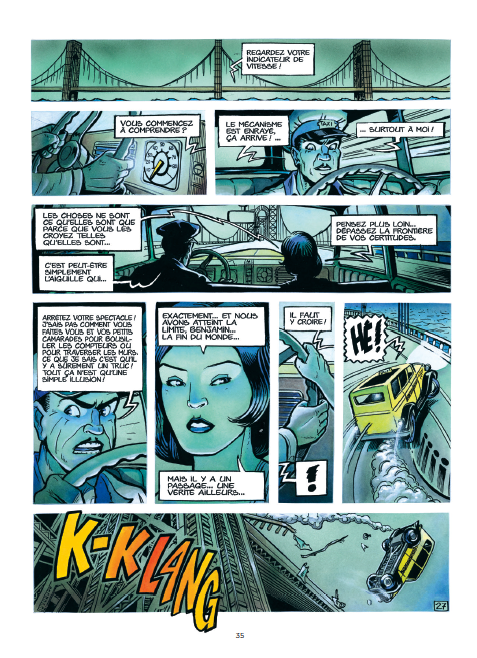 REGARDEZ VOTRE
INDICATEUR DE
VITESSE !
VOUS COMMENCEZ
À COMPRENDRE ?
LE MÉCANISME
EST ENRAYÉ,
ÇA ARRIVE ! ...
TAXI
... SURTOUT À MOI !
LES CHOSES NE SONT
CE QU'ELLES SONT QUE
PARCE QUE VOUS LES
CROYEZ TELLES
QU'ELLES SONT...
C'EST PEUT-ÊTRE
SIMPLEMENT
L'AIGUILLE QUI...
PENSEZ PLUS LOIN...
DÉPASSEZ LA FRONTIÈRE
DE VOS CERTITUDES.
ARRÊTEZ VOTRE SPECTACLE !
J'SAIS PAS COMMENT VOUS
FAITES VOUS ET VOS PETITS
CAMARADES POUR BOUSIL-
LER LES COMPTEURS OU
POUR TRAVERSER LES MURS.
CE QUE JE SAIS C'EST QU'IL
Y A SÛREMENT UN TRUC !
TOUT ÇA N'EST QU'UNE
SIMPLE ILLUSION !
EXACTEMENT... ET NOUS
AVONS ATTEINT LA
LIMITE, BENJAMIN...
LA FIN DU MONDE...
MAIS IL Y A UN
PASSAGE... UNE
VÉRITÉ AILLEURS...
IL FAUT
Y CROIRE !
!
HÉ !
K-KLANG
27
35